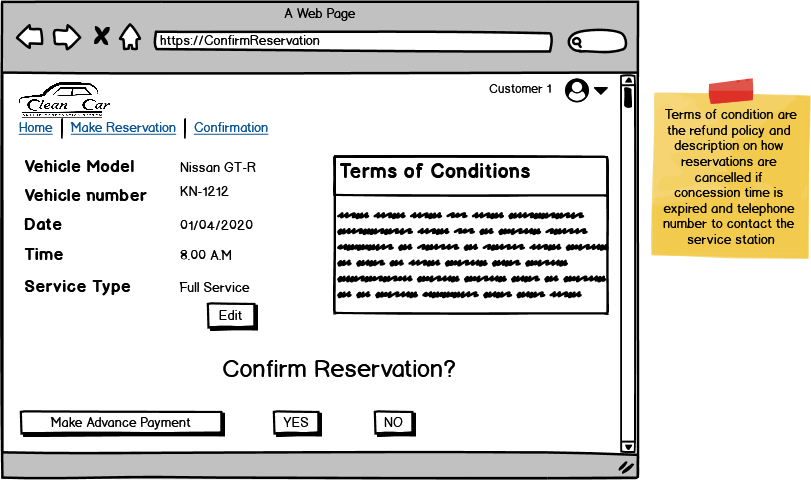 A Web Page
https://ConfirmReservation
Customer 1
Clean Car
Home | Make Reservation | Confirmation
Vehicle Model Nissan GT-R
Vehicle number KN-1212
Date 01/04/2020
Time 8.00 A.M
Service Type Full Service
Edit
Terms of Conditions
Confirm Reservation?
Make Advance Payment YES NO
Terms of condition are
the refund policy and
description on how
reservations are
cancelled if
concession time is
expired and telephone
number to contact the
service station